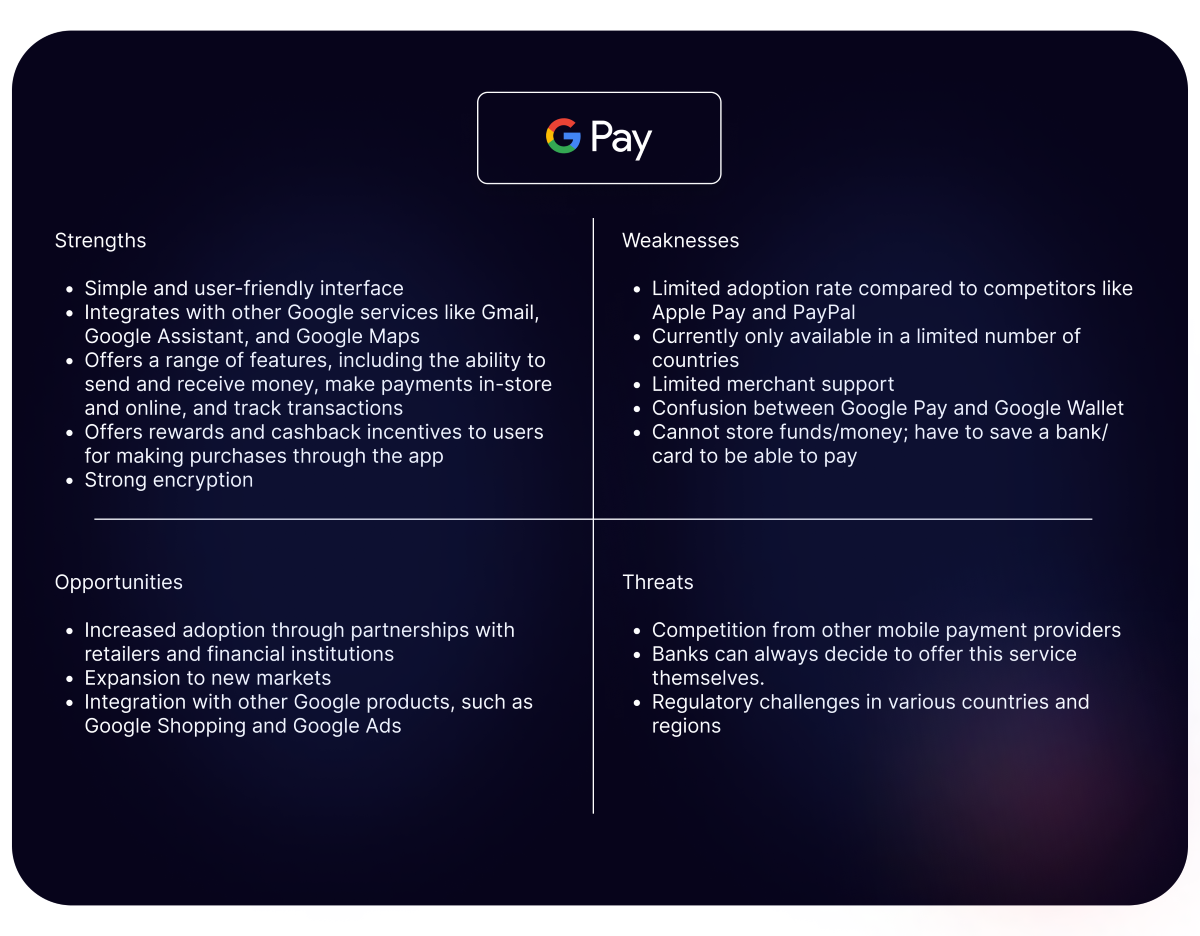 G Pay
Strengths
• Simple and user-friendly interface
• Integrates with other Google services like Gmail,
Google Assistant, and Google Maps
• Offers a range of features, including the ability to
send and receive money, make payments in-store
and online, and track transactions
• Offers rewards and cashback incentives to users
for making purchases through the app
• Strong encryption
Weaknesses
• Limited adoption rate compared to competitors like
Apple Pay and PayPal
• Currently only available in a limited number of
countries
• Limited merchant support
• Confusion between Google Pay and Google Wallet
• Cannot store funds/money; have to save a bank/
card to be able to pay
Opportunities
• Increased adoption through partnerships with
retailers and financial institutions
• Expansion to new markets
• Integration with other Google products, such as
Google Shopping and Google Ads
Threats
• Competition from other mobile payment providers
• Banks can always decide to offer this service
themselves.
• Regulatory challenges in various countries and
regions